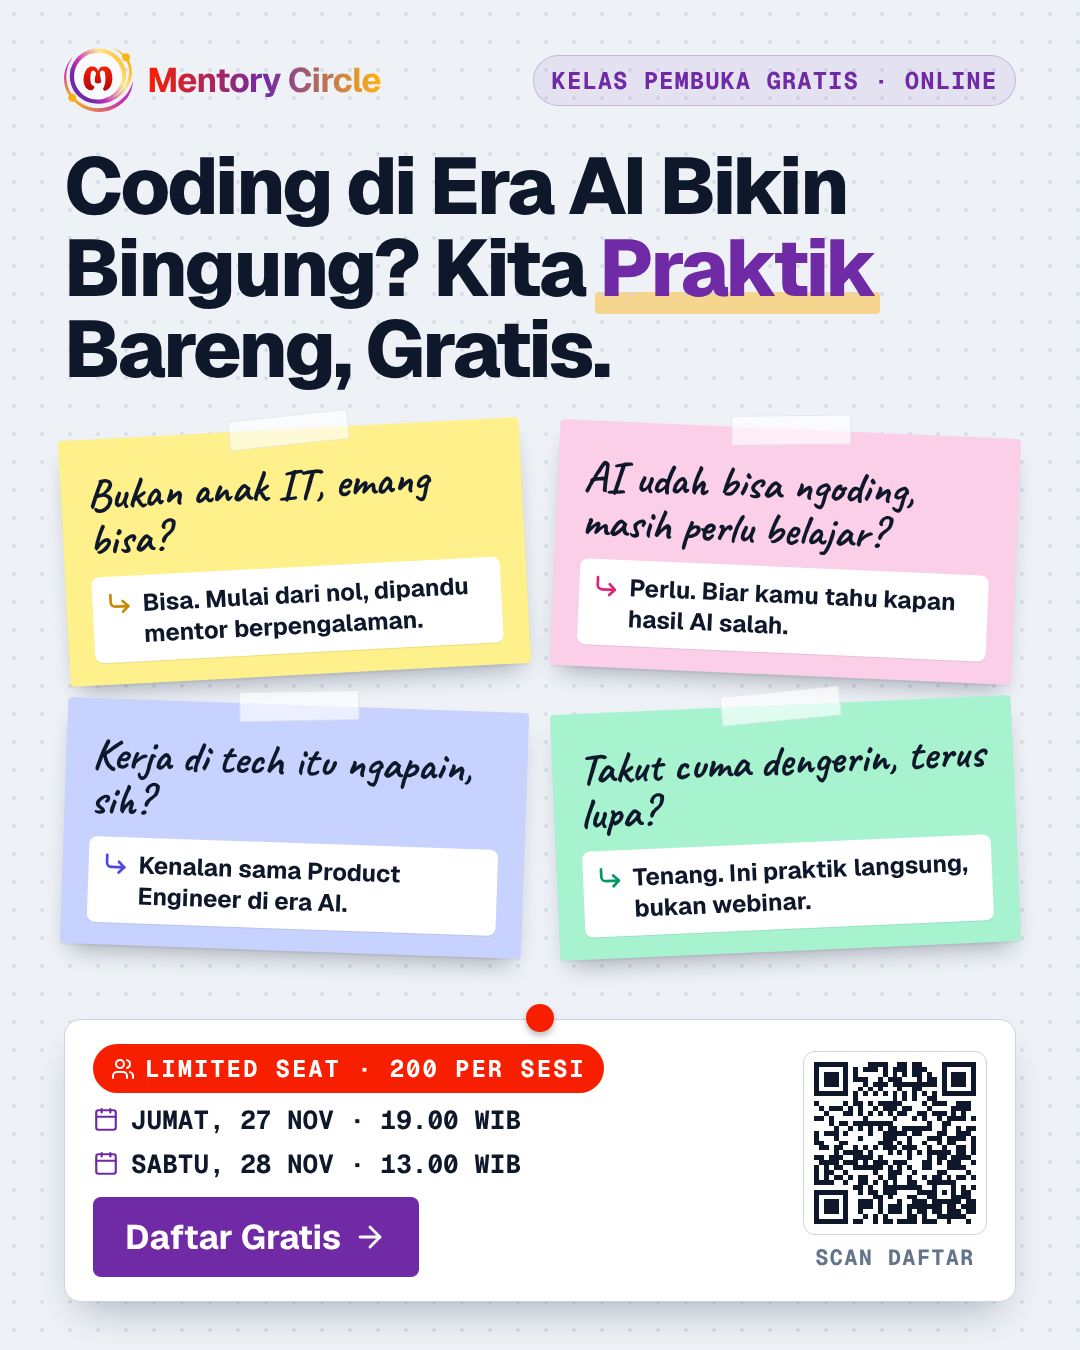 Mentory Circle
KELAS PEMBUKA GRATIS · ONLINE
Coding di Era AI Bikin
Bingung? Kita Praktik
Bareng, Gratis.
Bukan anak IT, emang
bisa?
Bisa. Mulai dari nol, dipandu
mentor berpengalaman.
AI udah bisa ngoding,
masih perlu belajar?
Perlu. Biar kamu tahu kapan
hasil AI salah.
Kerja di tech itu ngapain,
sih?
Kenalan sama Product
Engineer di era AI.
Takut cuma dengerin, terus
lupa?
Tenang. Ini praktik langsung,
bukan webinar.
LIMITED SEAT · 200 PER SESI
JUMAT, 27 NOV · 19.00 WIB
SABTU, 28 NOV · 13.00 WIB
Daftar Gratis →
SCAN DAFTAR